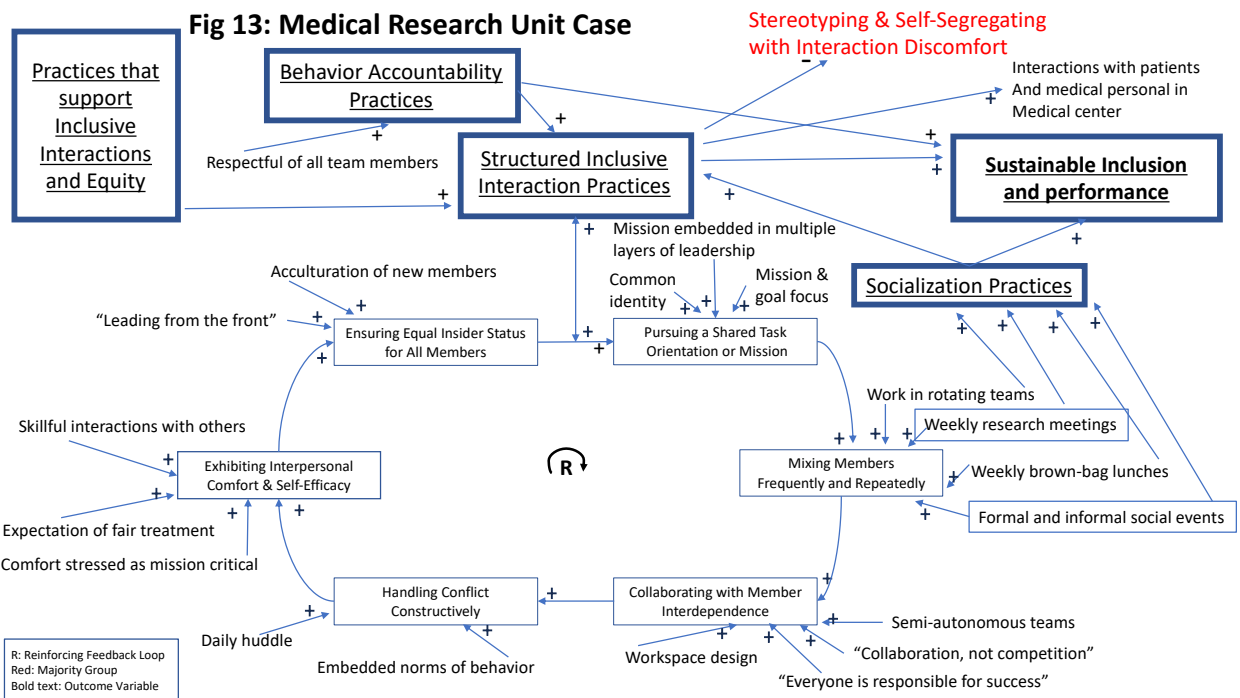 Fig 13: Medical Research Unit Case
Stereotyping & Self-Segregating
with Interaction Discomfort
-
Practices that
support
Inclusive
Interactions
and Equity
Behavior Accountability
Practices
Interactions with patients
And medical personal in
Medical center
+
+
+
+
Respectful of all team members
Structured Inclusive
Interaction Practices
+
Sustainable Inclusion
and performance
+
+
+
+
Mission embedded in multiple
layers of leadership
Acculturation of new members
Common
identity
Mission &
goal focus
Socialization Practices
+
+
+
+
"Leading from the front"
+
+
+
+
+
+
+
+
+
Ensuring Equal Insider Status
for All Members
Pursuing a Shared Task
Orientation or Mission
Work in rotating teams
Weekly research meetings
+
+
+
Skillful interactions with others
+
Exhibiting Interpersonal
Comfort & Self-Efficacy
R
Mixing Members
Frequently and Repeatedly
+
Weekly brown-bag lunches
+
+
+
+
Formal and informal social events
Expectation of fair treatment
Comfort stressed as mission critical
+
+
+
Handling Conflict
Constructively
Collaborating with Member
Interdependence
+
+
+
+
+
Semi-autonomous teams
Daily huddle
Embedded norms of behavior
Workspace design
"Collaboration, not competition"
"Everyone is responsible for success"
R: Reinforcing Feedback Loop
Red: Majority Group
Bold text: Outcome Variable